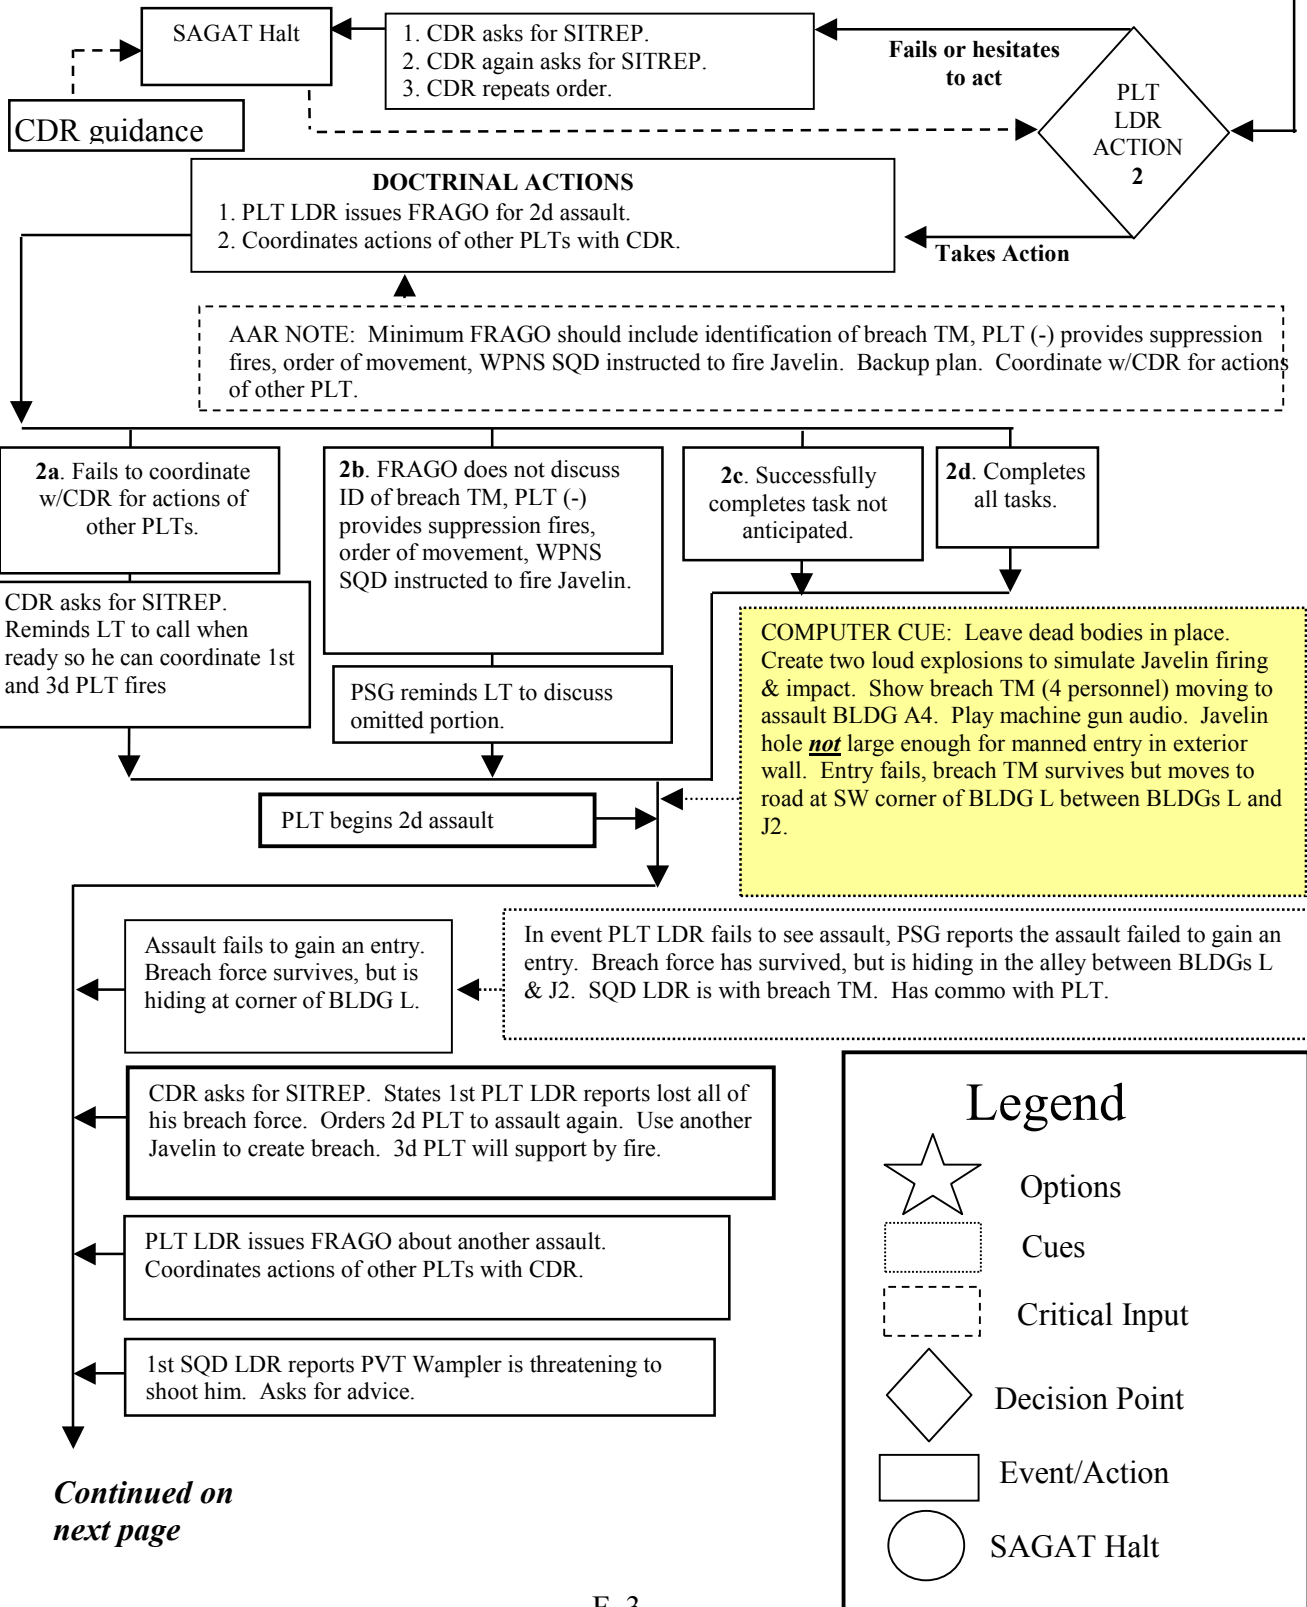 SAGAT Halt
1. CDR asks for SITREP.
2. CDR again asks for SITREP.
3. CDR repeats order.
Fails or hesitates
to act
PLT
LDR
ACTION
2
CDR guidance
DOCTRINAL ACTIONS
1. PLT LDR issues FRAGO for 2d assault.
2. Coordinates actions of other PLTs with CDR.
Takes Action
AAR NOTE: Minimum FRAGO should include identification of breach TM, PLT (-) provides suppression
fires, order of movement, WPNS SQD instructed to fire Javelin. Backup plan. Coordinate w/CDR for actions
of other PLT.
2a. Fails to coordinate
w/CDR for actions of
other PLTs.
2b. FRAGO does not discuss
ID of breach TM, PLT (-)
provides suppression fires,
order of movement, WPNS
SQD instructed to fire Javelin.
2c. Successfully
completes task not
anticipated.
2d. Completes
all tasks.
CDR asks for SITREP.
Reminds LT to call when
ready so he can coordinate 1st
and 3d PLT fires
PSG reminds LT to discuss
omitted portion.
COMPUTER CUE: Leave dead bodies in place.
Create two loud explosions to simulate Javelin firing
& impact. Show breach TM (4 personnel) moving to
assault BLDG A4. Play machine gun audio. Javelin
hole not large enough for manned entry in exterior
wall. Entry fails, breach TM survives but moves to
road at SW corner of BLDG L between BLDGs L and
J2.
PLT begins 2d assault
Assault fails to gain an entry.
Breach force survives, but is
hiding at corner of BLDG L.
In event PLT LDR fails to see assault, PSG reports the assault failed to gain an
entry. Breach force has survived, but is hiding in the alley between BLDGs L
& J2. SQD LDR is with breach TM. Has commo with PLT.
CDR asks for SITREP. States 1st PLT LDR reports lost all of
his breach force. Orders 2d PLT to assault again. Use another
Javelin to create breach. 3d PLT will support by fire.
PLT LDR issues FRAGO about another assault.
Coordinates actions of other PLTs with CDR.
1st SQD LDR reports PVT Wampler is threatening to
shoot him. Asks for advice.
Continued on
next page
Legend
Options
Cues
Critical Input
Decision Point
Event/Action
SAGAT Halt